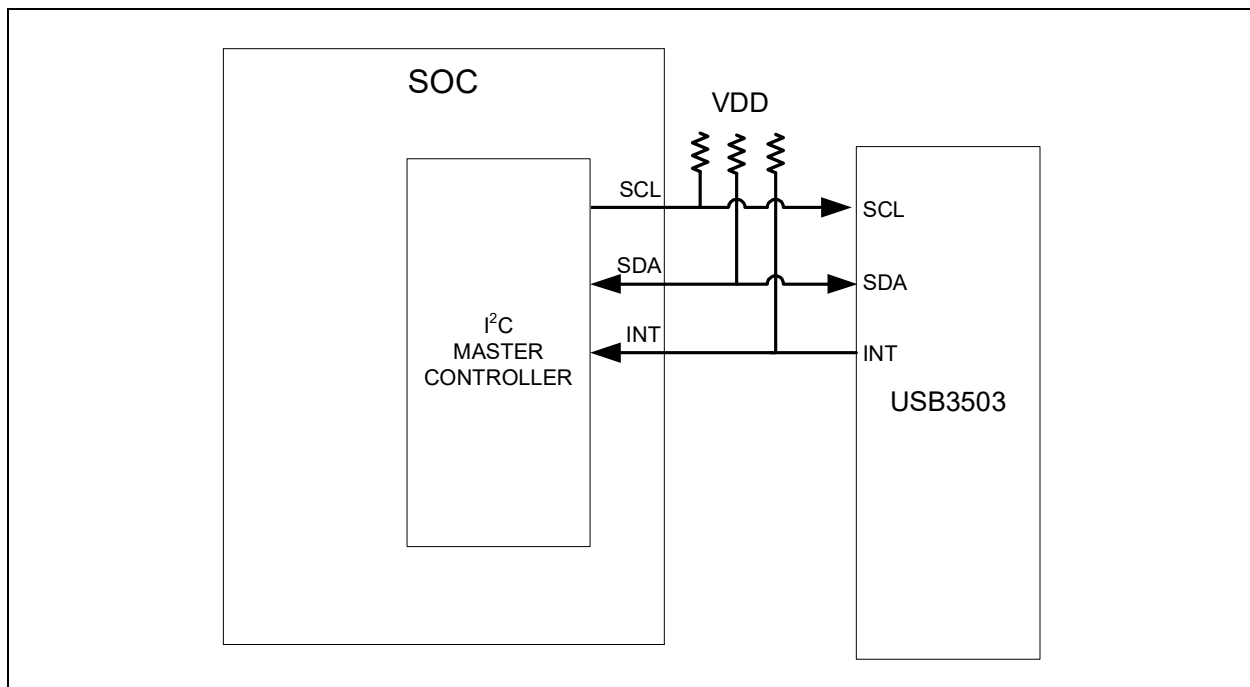 SOC
VDD
SCL
SCL
SDA
SDA
INT
INT
I²C
MASTER
CONTROLLER
USB3503